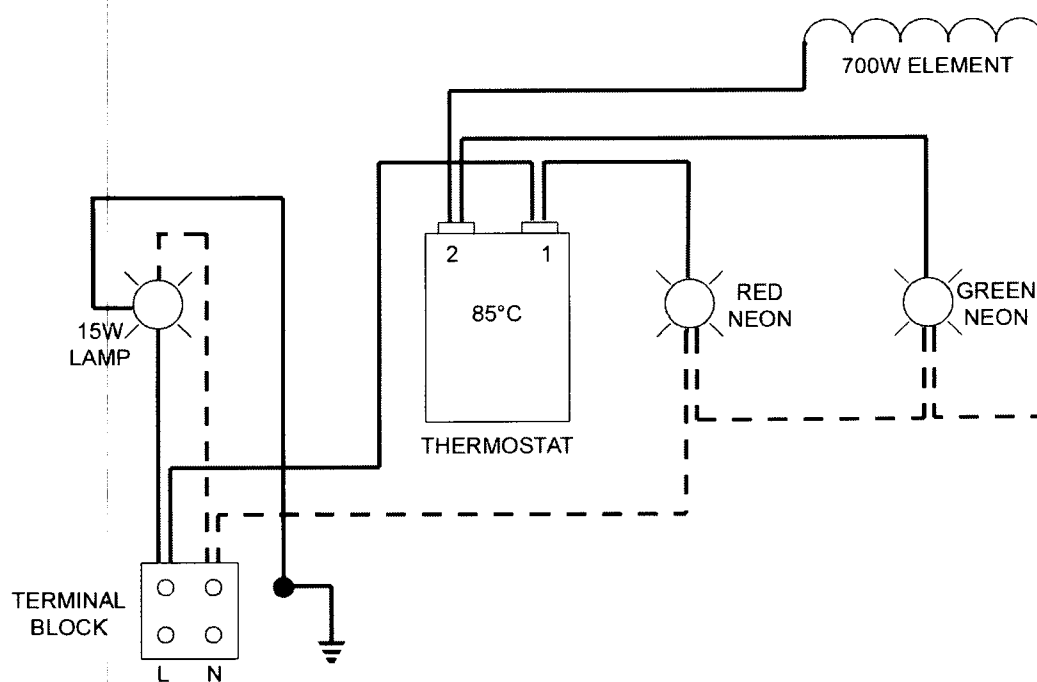 700W ELEMENT
2
1
85°C
RED
NEON
GREEN
NEON
15W
LAMP
THERMOSTAT
TERMINAL
BLOCK
L
N